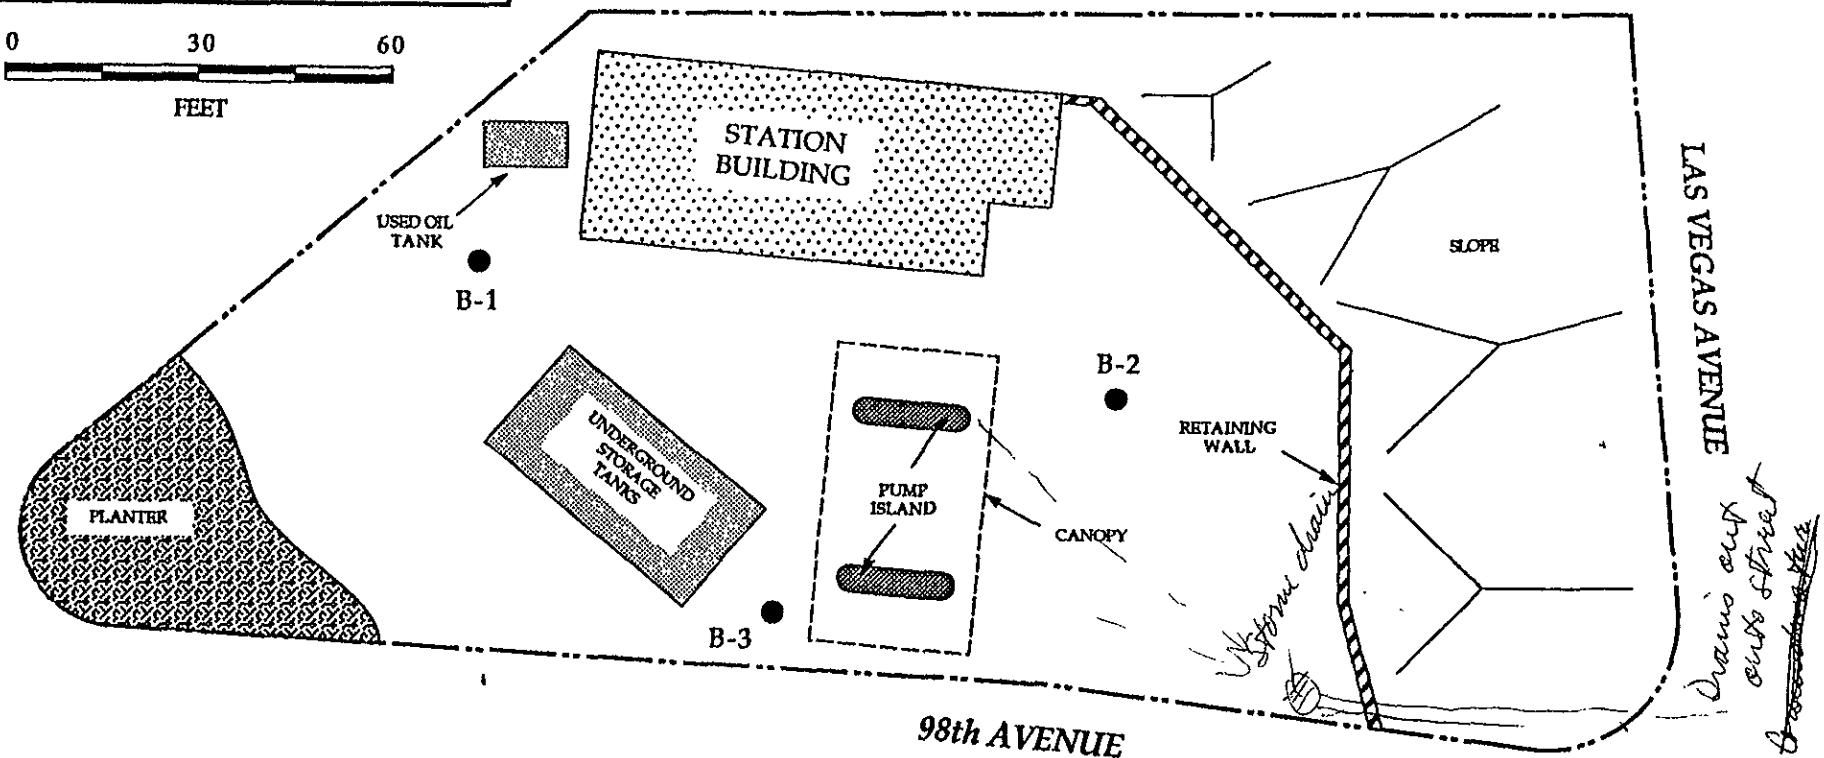 0 30 60
FEET
STATION
BUILDING
USED OIL
TANK
B-1
SLOPE
LAS VEGAS AVENUE
B-2
UNDERGROUND
STORAGE
TANKS
RETAINING
WALL
PLANTER
PUMP
ISLAND
CANOPY
B-3
Storm drain
Drains out
onto street
98th AVENUE